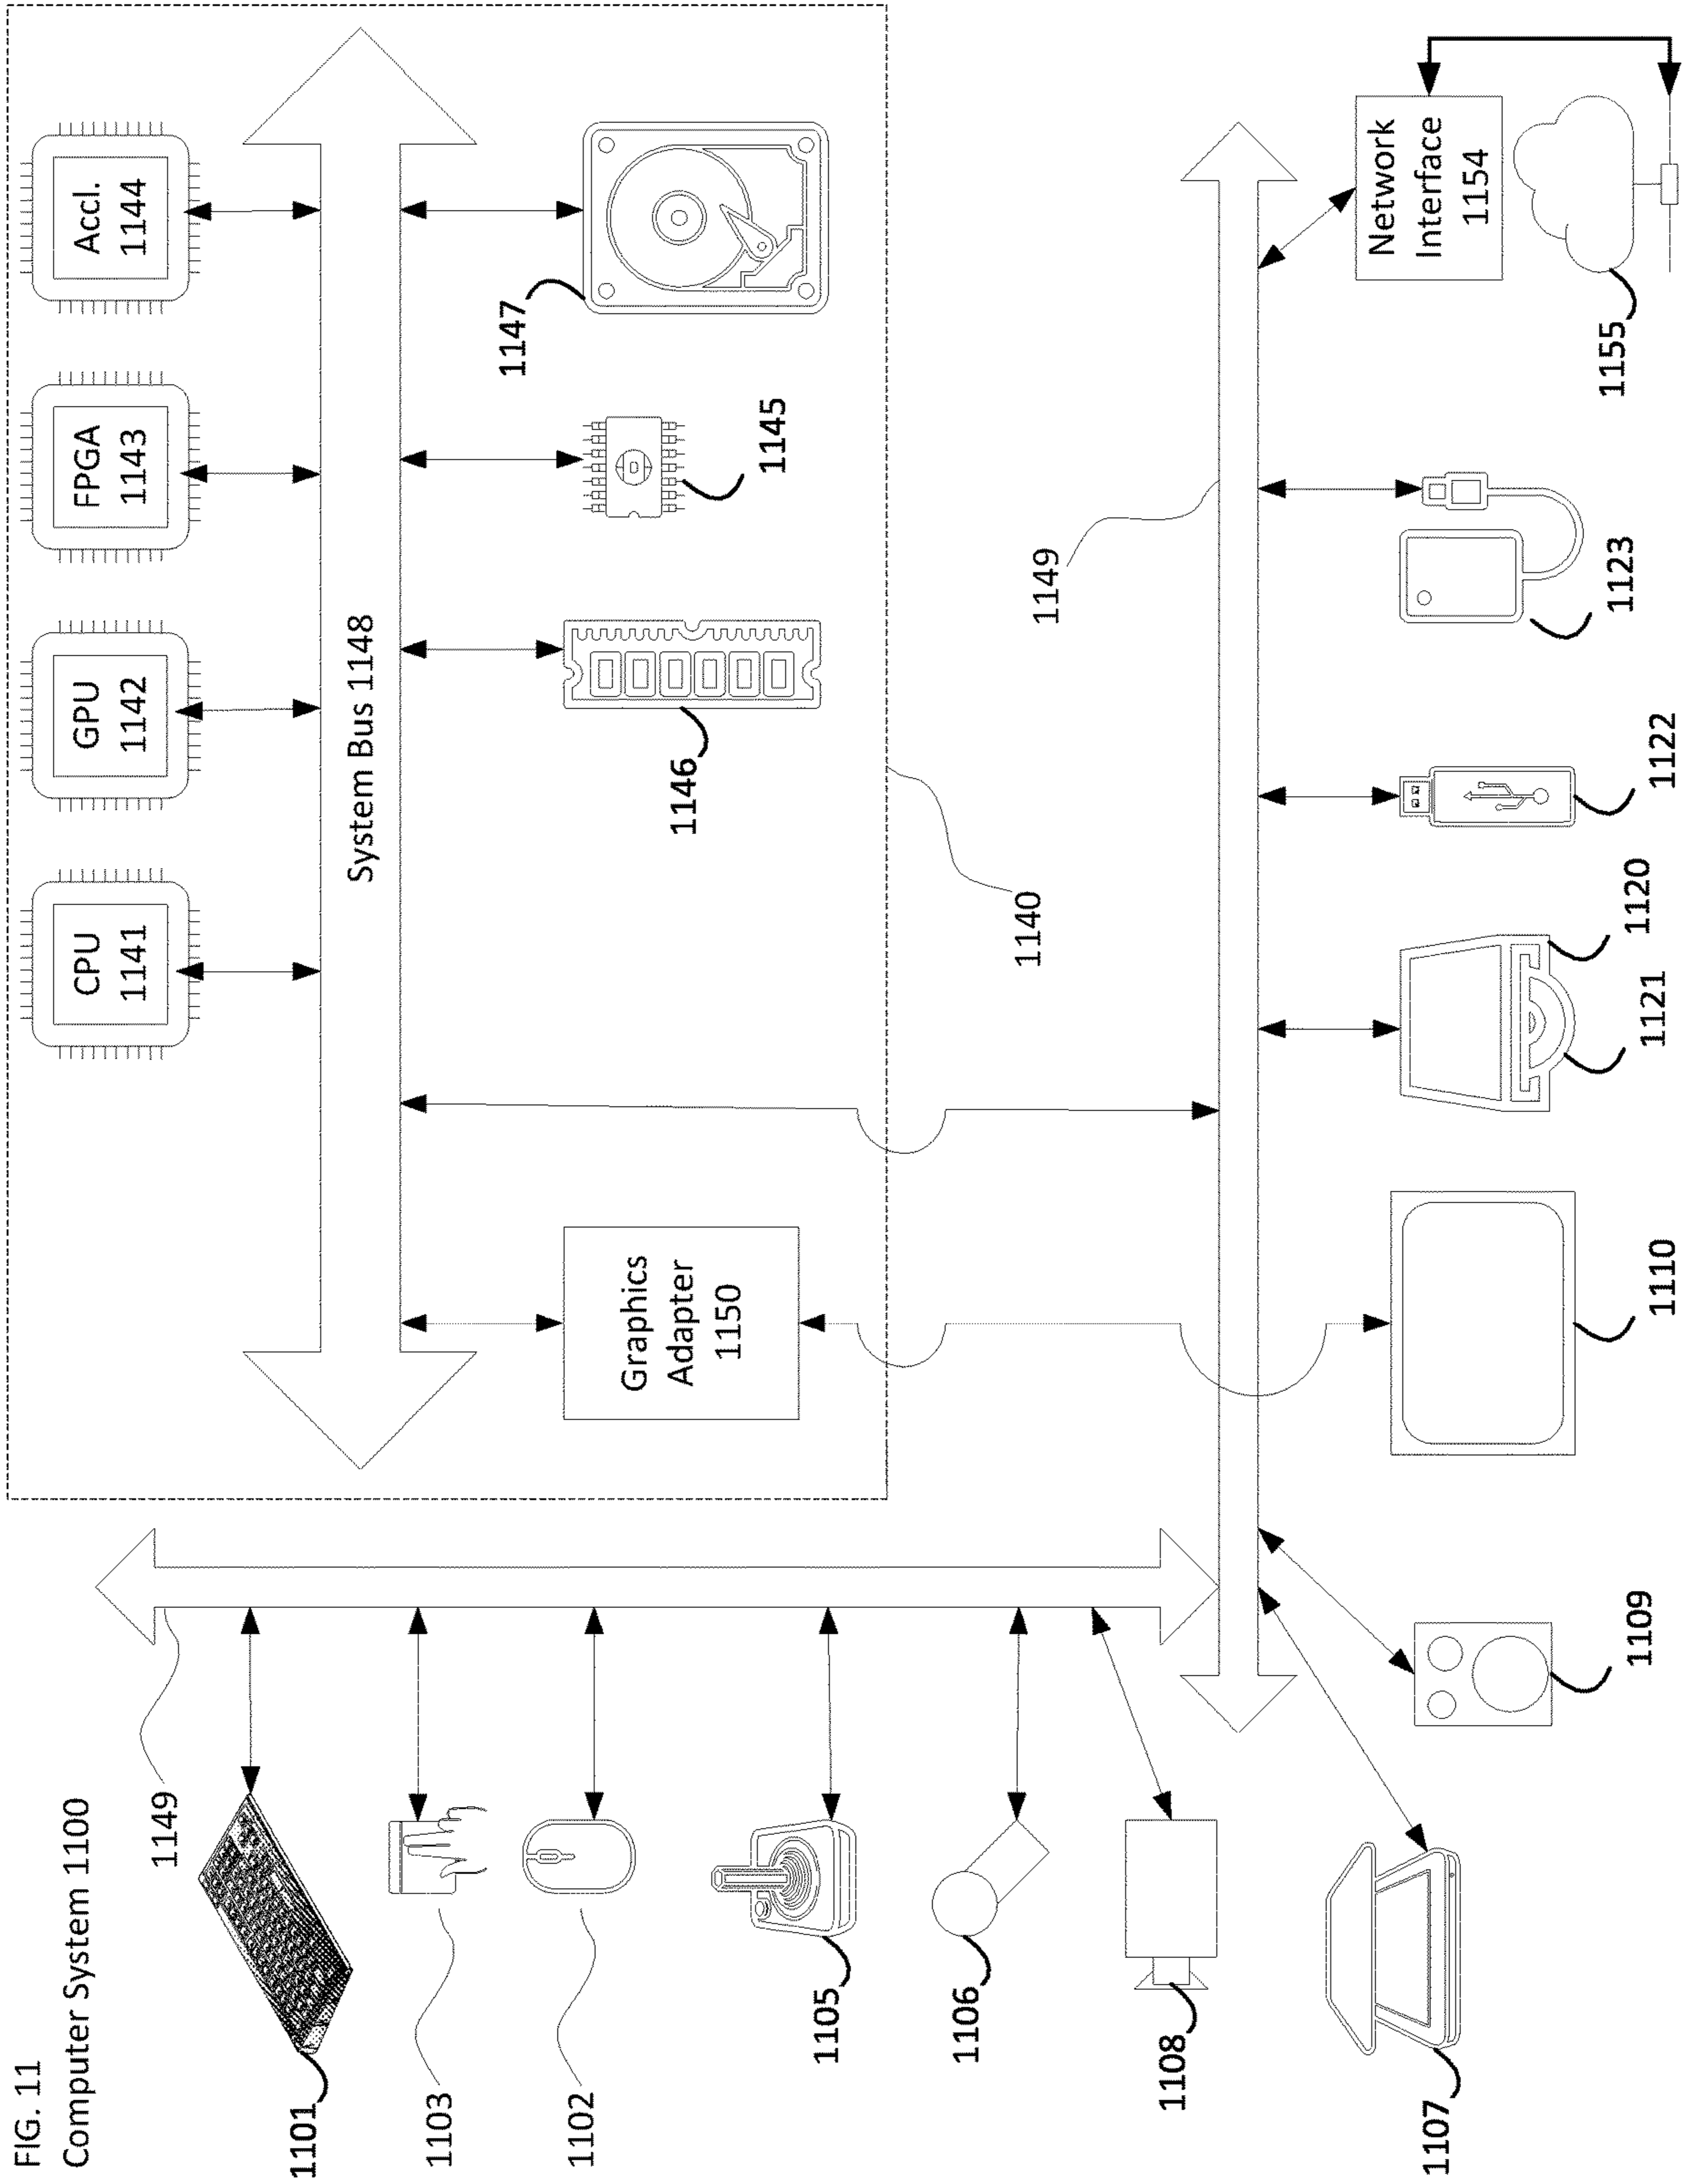 FIG. 11
Computer System 1100
1101
1103
1102
1105
1106
1108
1107
1149
CPU
1141
GPU
1142
FPGA
1143
Accl.
1144
System Bus 1148
Graphics
Adapter
1150
1146
1145
1147
1140
1149
1109
1110
1121
1120
1122
1123
Network
Interface
1154
1155